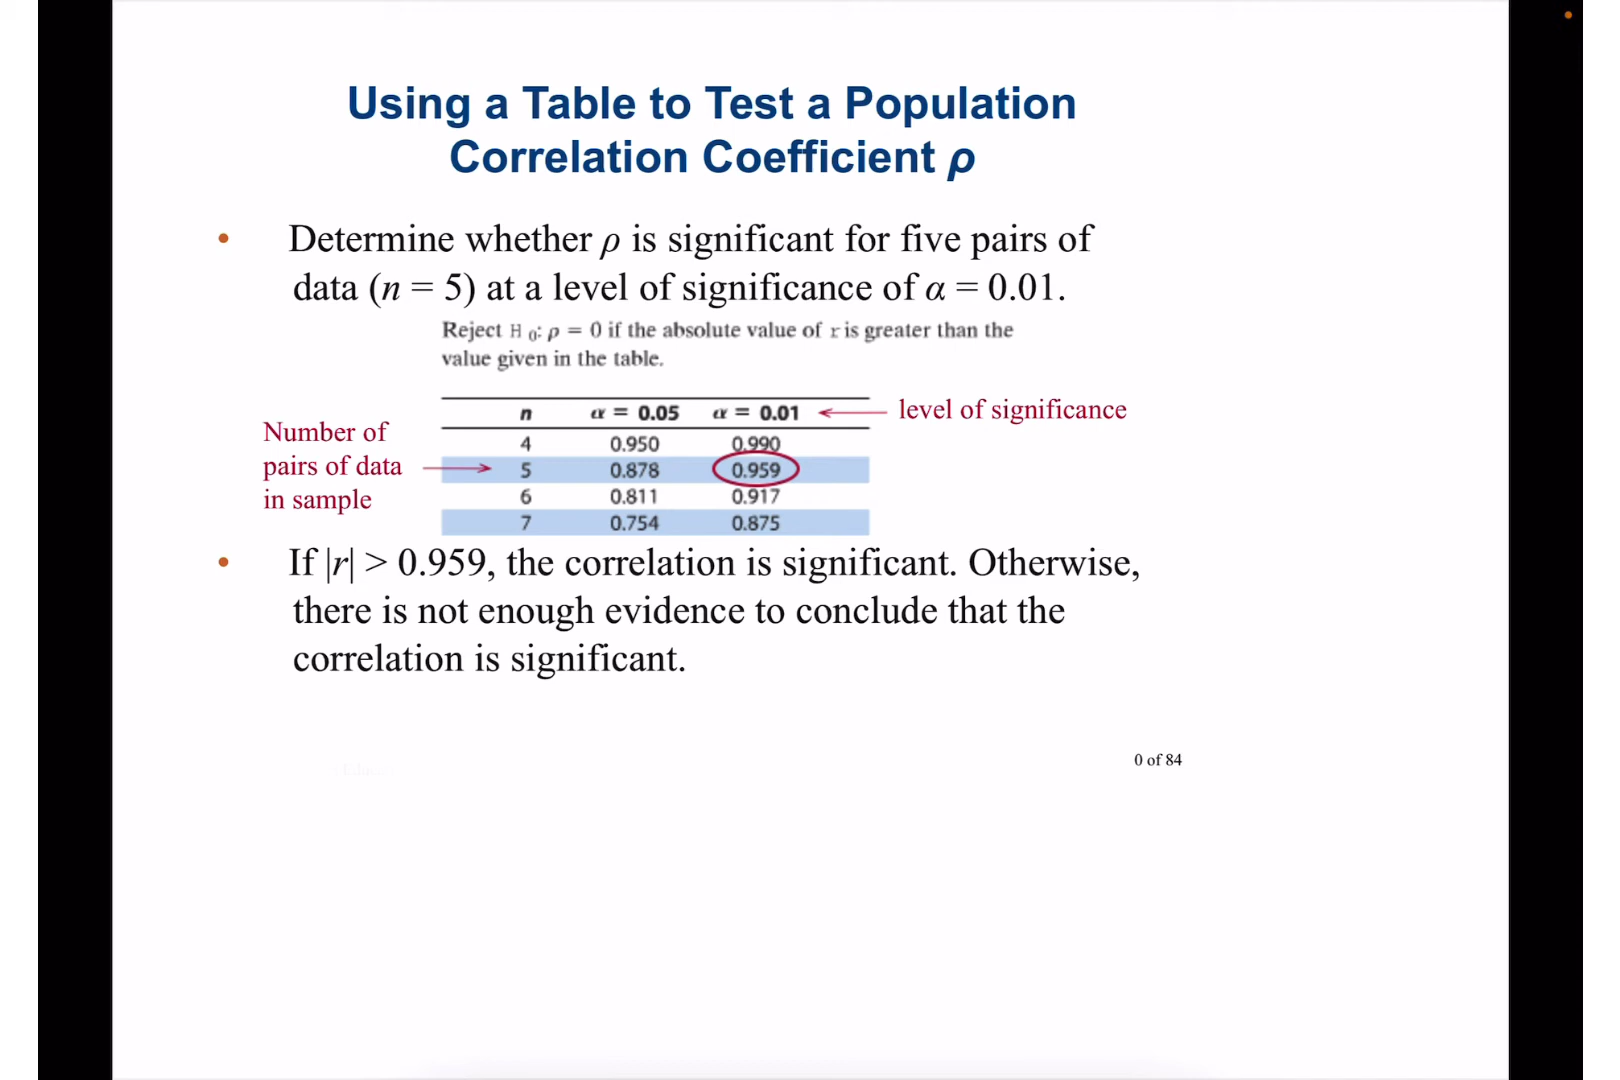 Using a Table to Test a Population
Correlation Coefficient ρ
• Determine whether ρ is significant for five pairs of
data (n = 5) at a level of significance of α = 0.01.
Reject H 0: ρ = 0 if the absolute value of r is greater than the
value given in the table.
n α = 0.05 α = 0.01
level of significance
4 0.950 0.990
5 0.878 0.959
6 0.811 0.917
7 0.754 0.875
Number of
pairs of data
in sample
• If |r| > 0.959, the correlation is significant. Otherwise,
there is not enough evidence to conclude that the
correlation is significant.
0 of 84